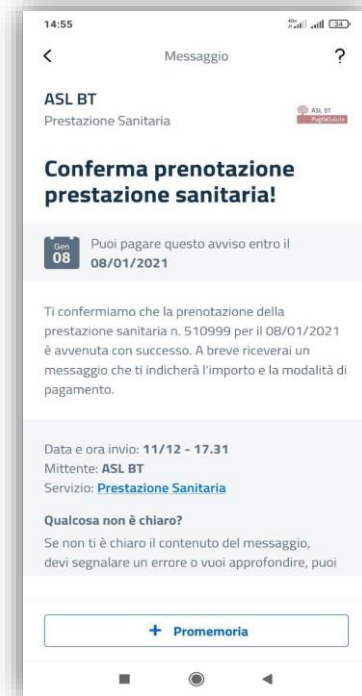 14:55
4G+
34
Messaggio
?
ASL BT
Prestazione Sanitaria
ASL BT
PugliaSalute
Conferma prenotazione
prestazione sanitaria!
Gen
08
Puoi pagare questo avviso entro il
08/01/2021
Ti confermiamo che la prenotazione della
prestazione sanitaria n. 510999 per il 08/01/2021
è avvenuta con successo. A breve riceverai un
messaggio che ti indicherà l'importo e la modalità di
pagamento.
Data e ora invio: 11/12 - 17.31
Mittente: ASL BT
Servizio: Prestazione Sanitaria
Qualcosa non è chiaro?
Se non ti è chiaro il contenuto del messaggio,
devi segnalare un errore o vuoi approfondire, puoi
+ Promemoria